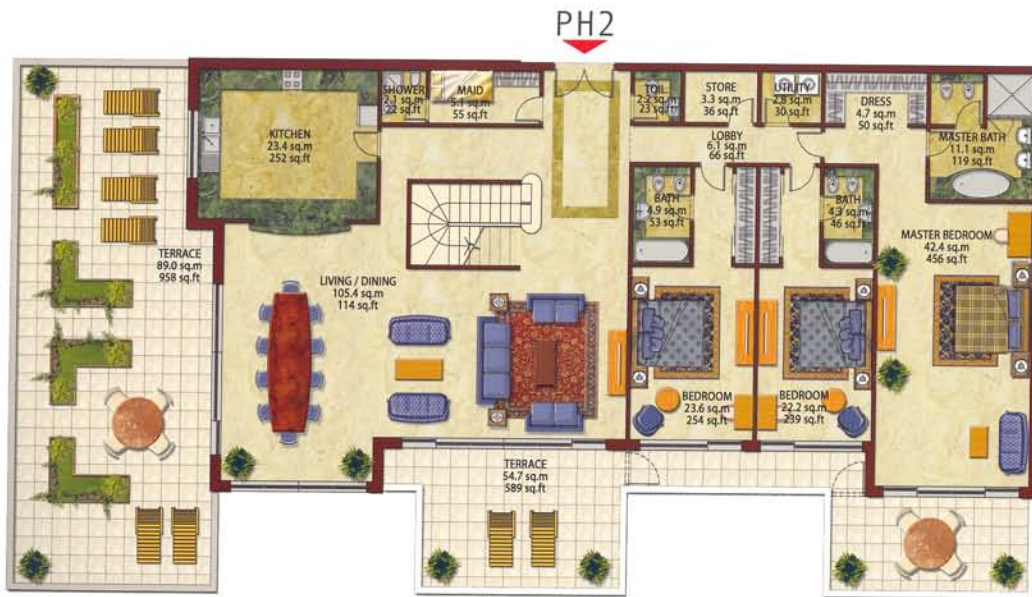 PH2
SHOWER
2.1 sq.m
22 sq.ft
MAID
5.1 sq.m
55 sq.ft
TOIL
2.2 sq.m
23 sq.ft
STORE
3.3 sq.m
36 sq.ft
UTILITY
2.8 sq.m
30 sq.ft
DRESS
4.7 sq.m
50 sq.ft
KITCHEN
23.4 sq.m
252 sq.ft
LOBBY
6.1 sq.m
66 sq.ft
MASTER BATH
11.1 sq.m
119 sq.ft
BATH
4.9 sq.m
53 sq.ft
BATH
4.3 sq.m
46 sq.ft
MASTER BEDROOM
42.4 sq.m
456 sq.ft
TERRACE
89.0 sq.m
958 sq.ft
LIVING / DINING
105.4 sq.m
114 sq.ft
BEDROOM
23.6 sq.m
254 sq.ft
BEDROOM
22.2 sq.m
239 sq.ft
TERRACE
54.7 sq.m
589 sq.ft